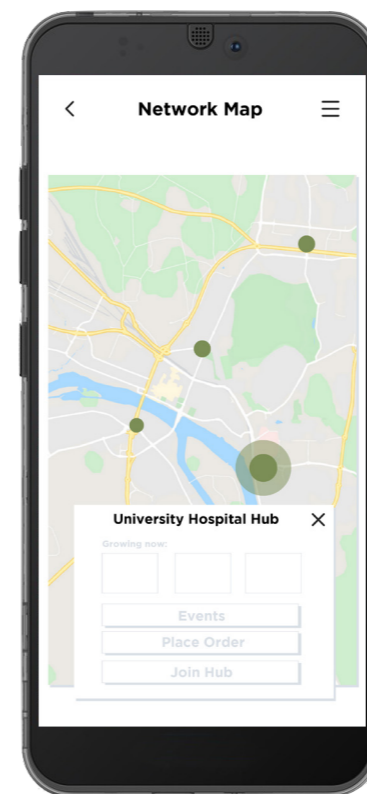 Network Map
University Hospital Hub
Growing now:
Events
Place Order
Join Hub